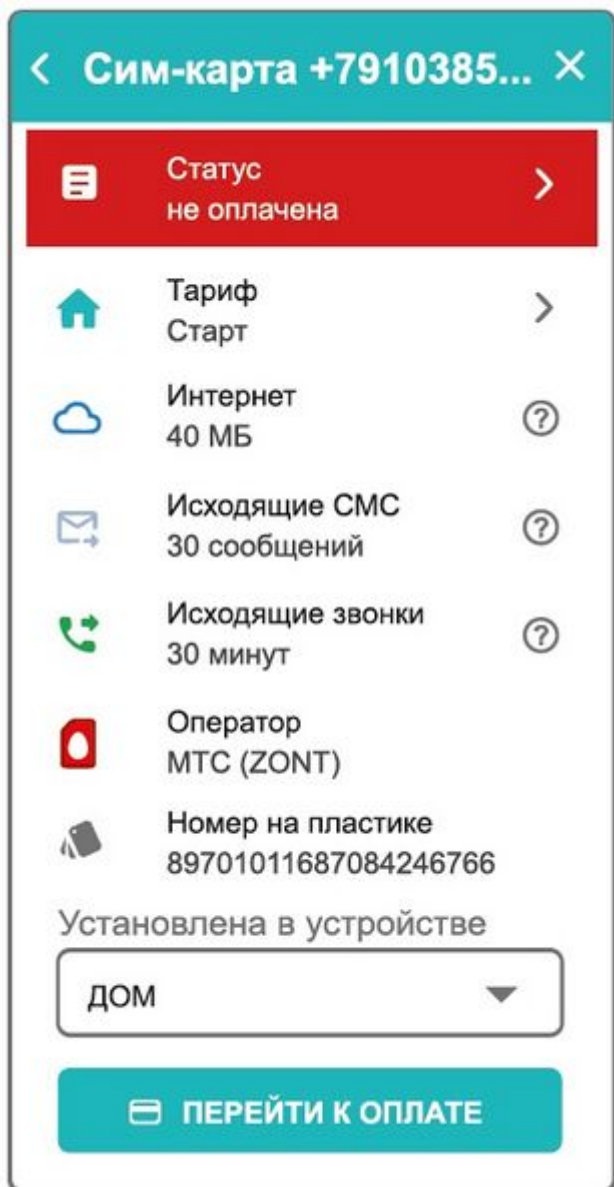 Сим-карта +7910385...
Статус
не оплачена
Тариф
Старт
Интернет
40 МБ
Исходящие СМС
30 сообщений
Исходящие звонки
30 минут
Оператор
МТС (ZONT)
Номер на пластике
89701011687084246766
Установлена в устройстве
ДОМ
ПЕРЕЙТИ К ОПЛАТЕ